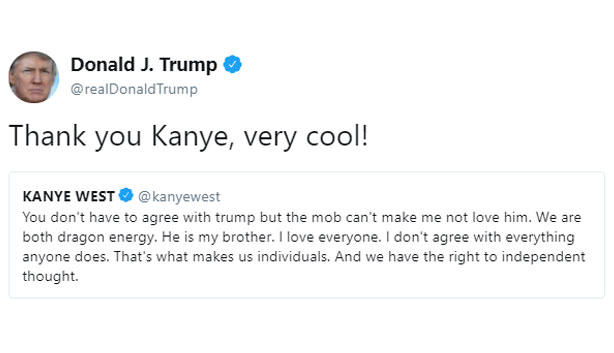 Donald J. Trump
@realDonaldTrump
Thank you Kanye, very cool!
KANYE WEST @kanyewest
You don't have to agree with trump but the mob can't make me not love him. We are
both dragon energy. He is my brother. I love everyone. I don't agree with everything
anyone does. That's what makes us individuals. And we have the right to independent
thought.